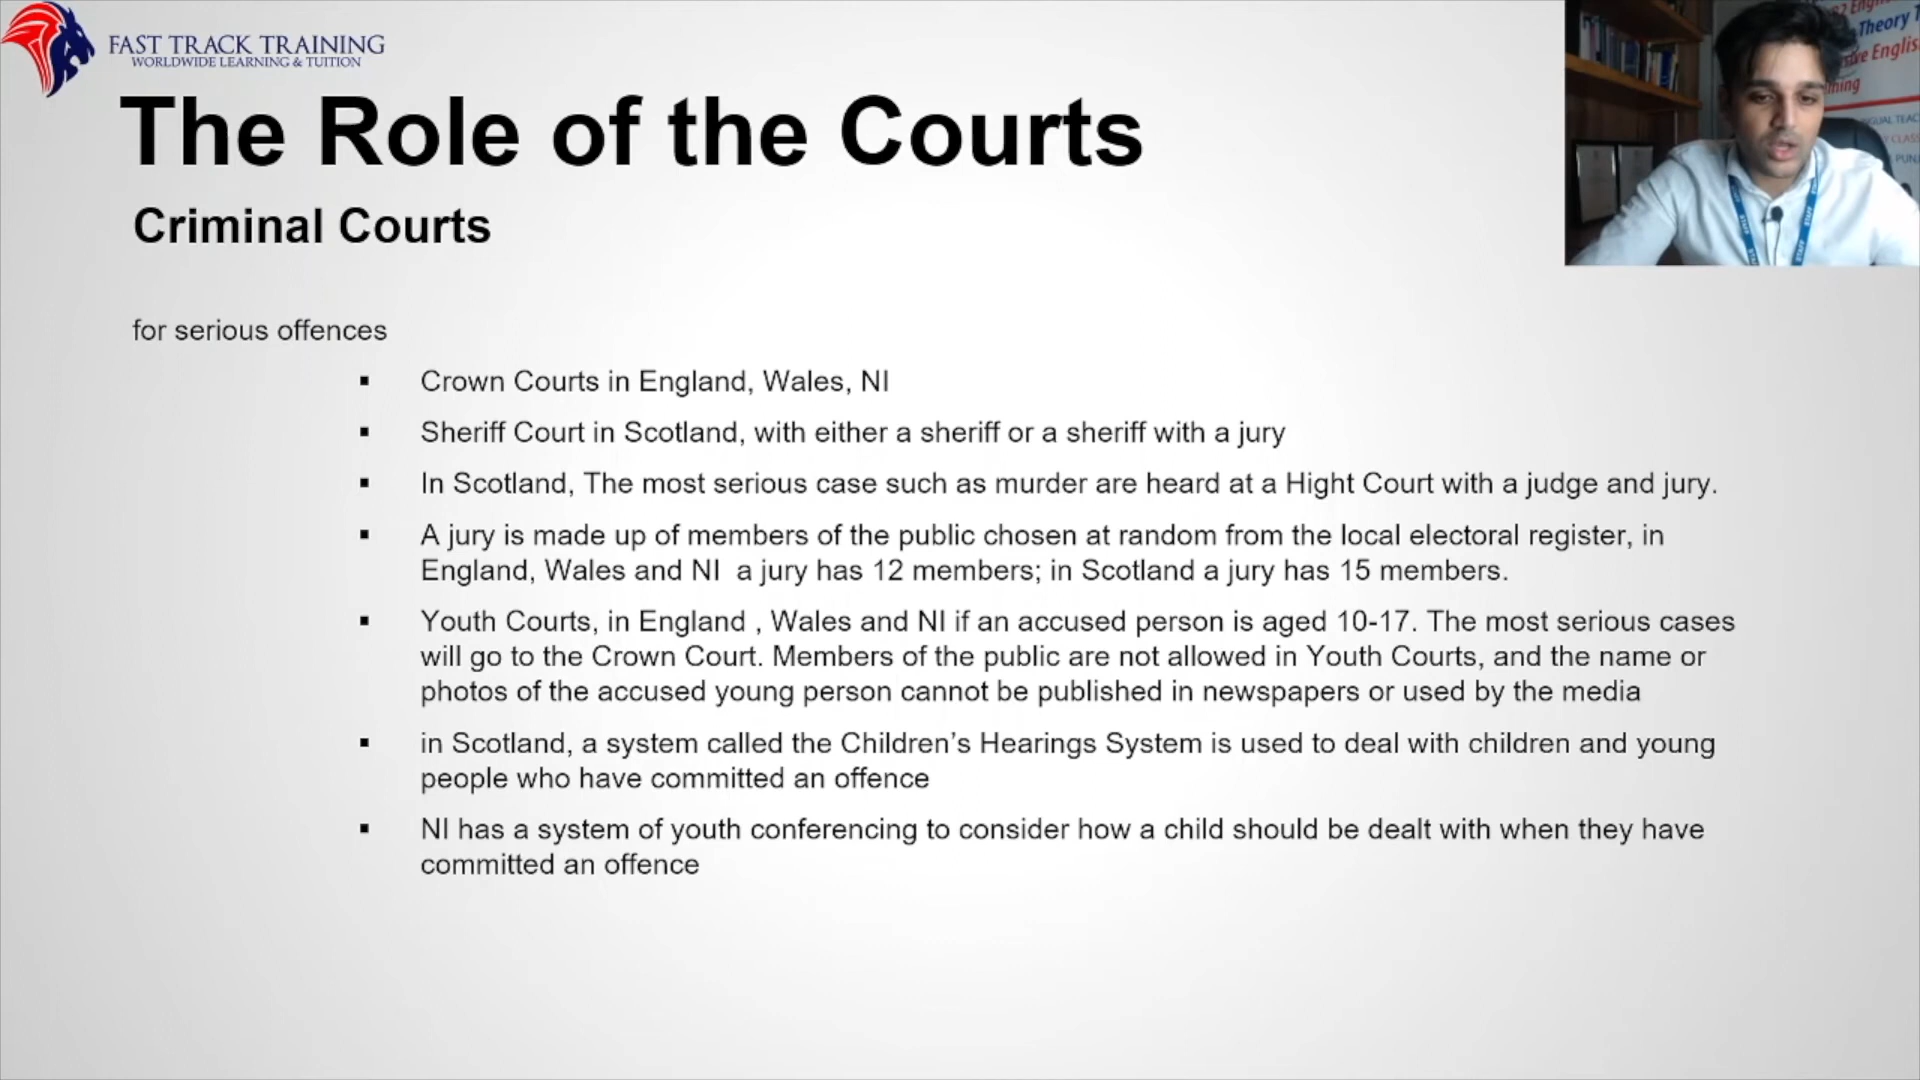 FAST TRACK TRAINING
WORLDWIDE LEARNING & TUITION
The Role of the Courts
Criminal Courts
for serious offences
▪ Crown Courts in England, Wales, NI
▪ Sheriff Court in Scotland, with either a sheriff or a sheriff with a jury
▪ In Scotland, The most serious case such as murder are heard at a Hight Court with a judge and jury.
▪ A jury is made up of members of the public chosen at random from the local electoral register, in
England, Wales and NI a jury has 12 members; in Scotland a jury has 15 members.
▪ Youth Courts, in England , Wales and NI if an accused person is aged 10-17. The most serious cases
will go to the Crown Court. Members of the public are not allowed in Youth Courts, and the name or
photos of the accused young person cannot be published in newspapers or used by the media
▪ in Scotland, a system called the Children’s Hearings System is used to deal with children and young
people who have committed an offence
▪ NI has a system of youth conferencing to consider how a child should be dealt with when they have
committed an offence
Theory
STAFF
STAFF